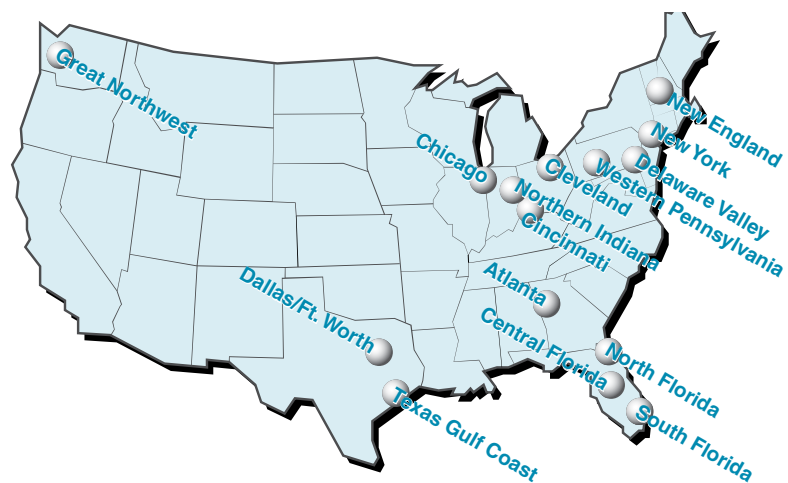 Great Northwest
New England
New York
Chicago
Cleveland
Delaware Valley
Western Pennsylvania
Northern Indiana
Cincinnati
Atlanta
Dallas/Ft. Worth
Central Florida
North Florida
Texas Gulf Coast
South Florida